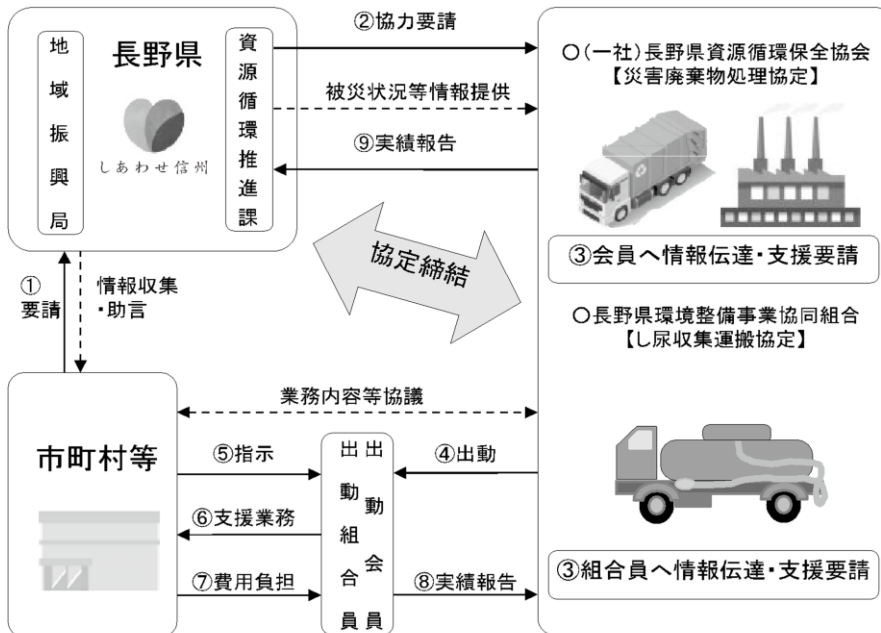 長野県
地域振興局
資源循環推進課
しあわせ信州
②協力要請
被災状況等情報提供
⑨実績報告
○(一社)長野県資源循環保全協会
【災害廃棄物処理協定】
③会員へ情報伝達・支援要請
協定締結
①
要請
情報収集
・助言
○長野県環境整備事業協同組合
【し尿収集運搬協定】
③組合員へ情報伝達・支援要請
市町村等
業務内容等協議
⑤指示
④出動
⑥支援業務
⑦費用負担
⑧実績報告
出動会員
出動組合員